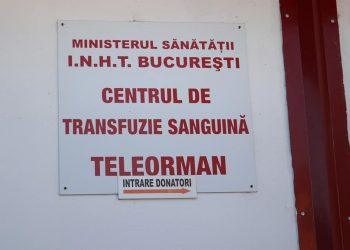 MINISTERUL SĂNĂTĂȚII
I.N.H.T. BUCUREȘTI
CENTRUL DE
TRANSFUZIE SANGUINĂ
TELEORMAN
INTRARE DONATORI